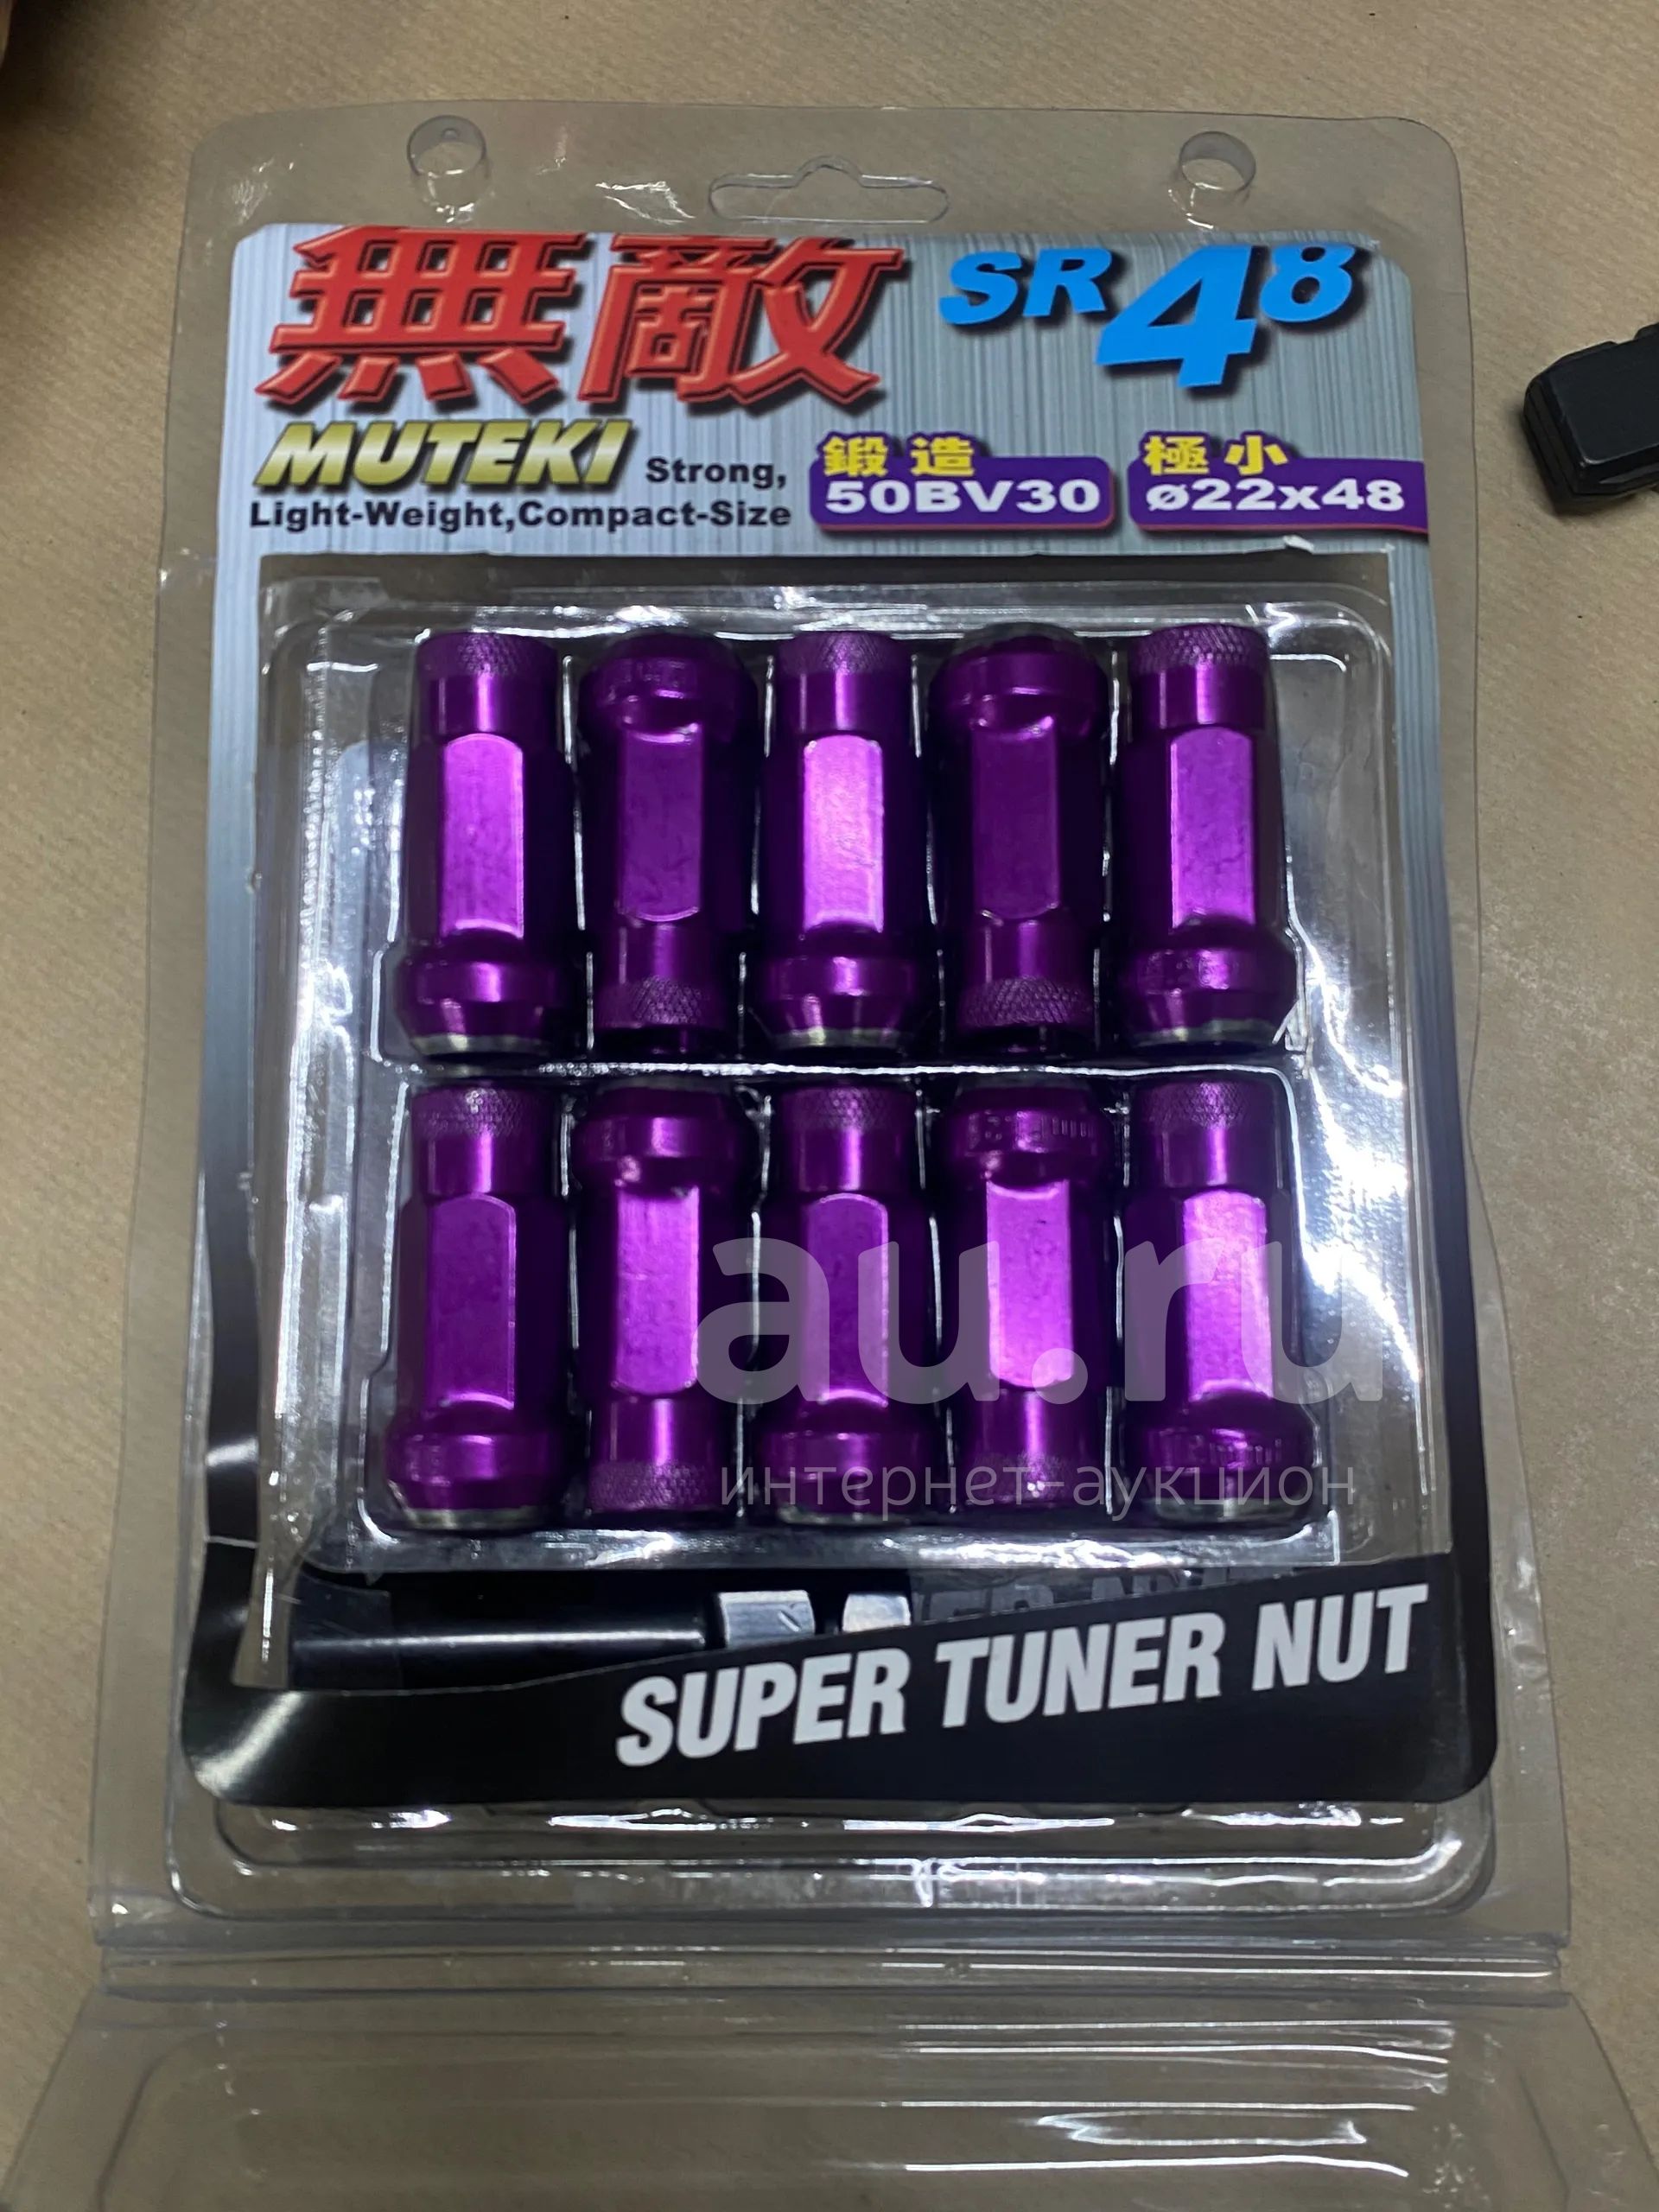 無敵 SR48
MUTEKI Strong,
Light-Weight,Compact-Size
鍛造
50BV30
極小
ø22x48
au.ru
интернет-аукцион
SUPER TUNER NUT